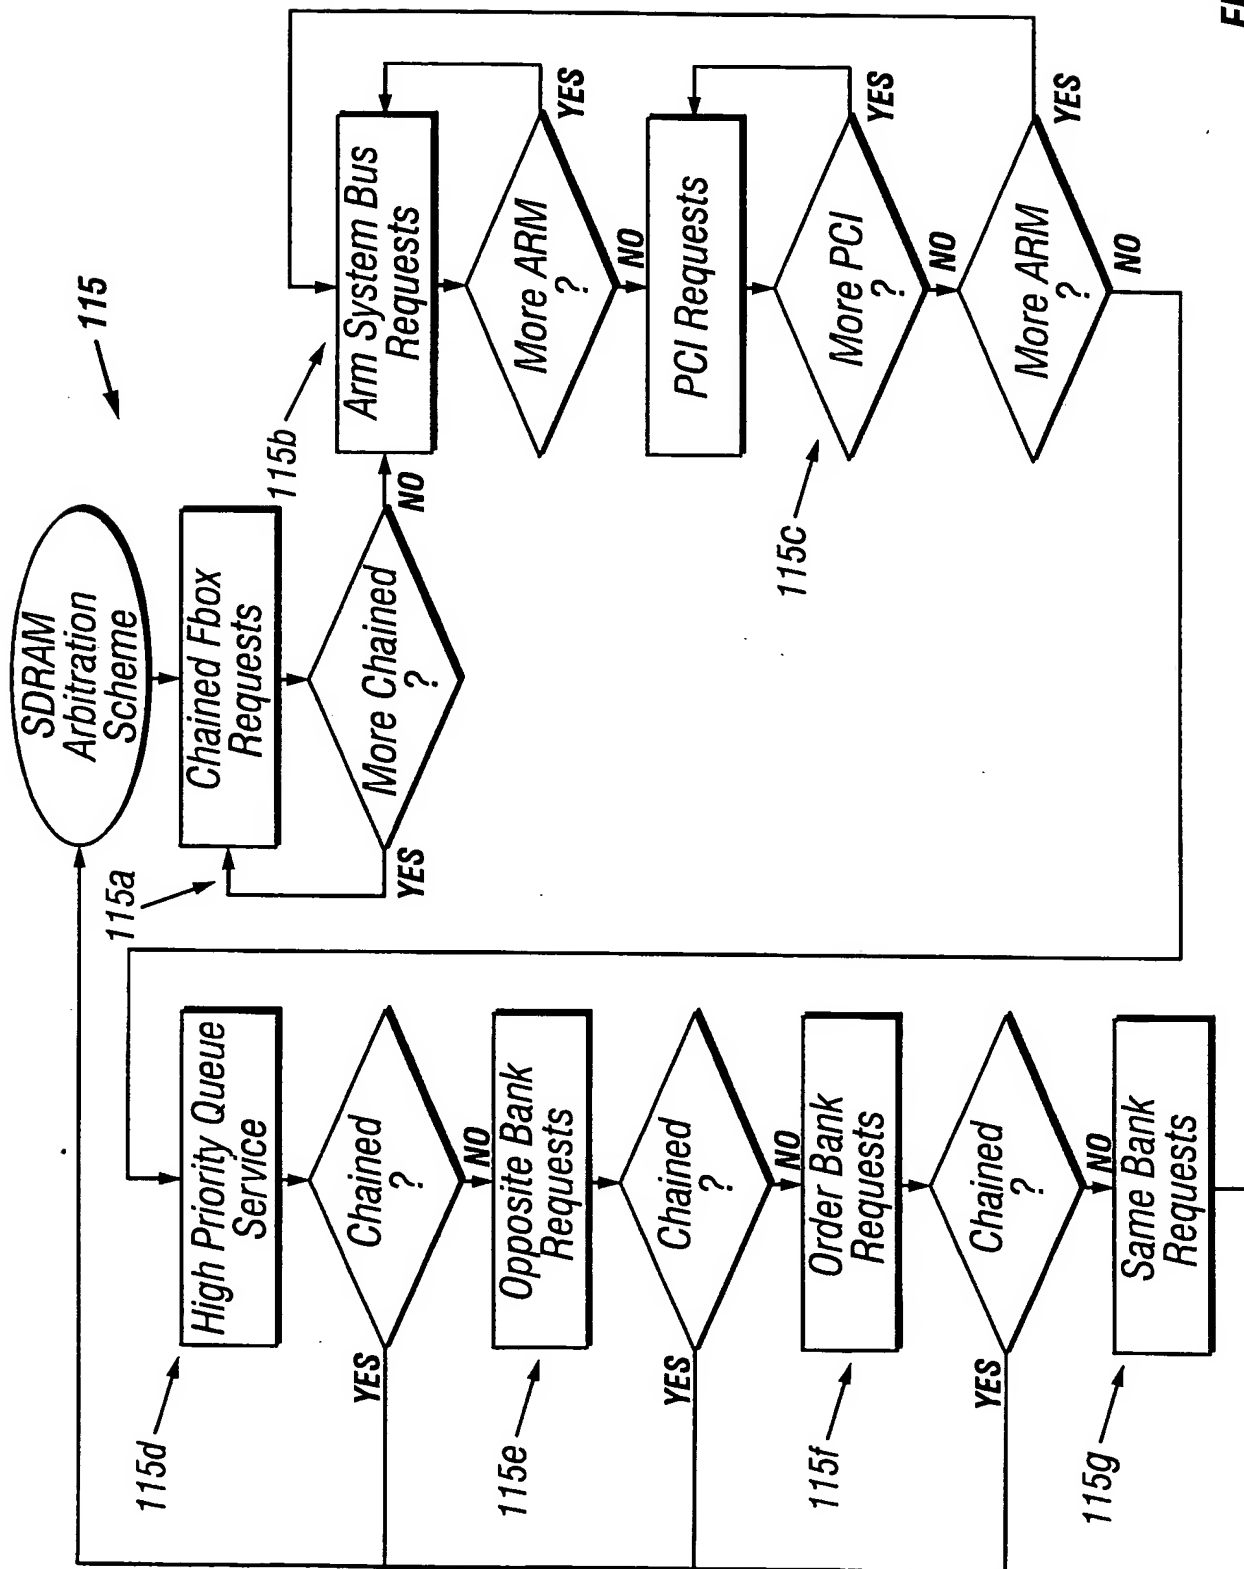 115
SDRAM
Arbitration
Scheme
115a
Chained Fbox
Requests
More Chained
?
YES
NO
115b
Arm System Bus
Requests
More ARM
?
YES
NO
PCI Requests
115c
More PCI
?
YES
NO
More ARM
?
YES
NO
115d
High Priority Queue
Service
Chained
?
YES
NO
115e
Opposite Bank
Requests
Chained
?
YES
NO
115f
Order Bank
Requests
Chained
?
YES
NO
115g
Same Bank
Requests